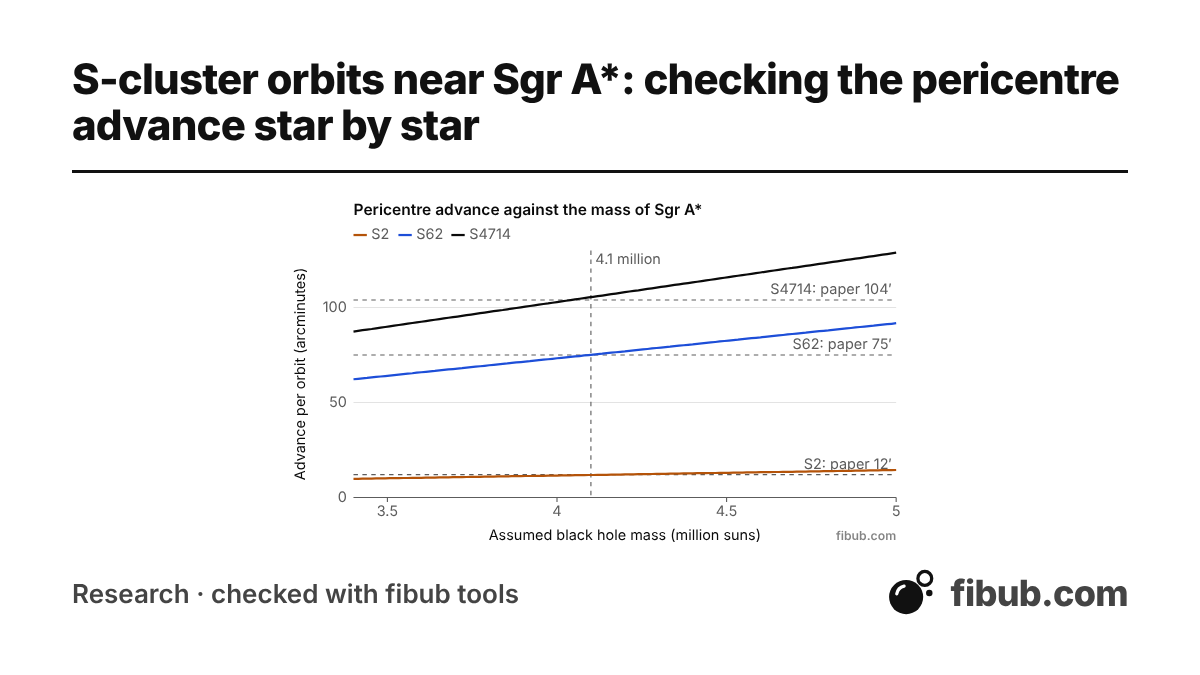 S-cluster orbits near Sgr A*: checking the pericentre
advance star by star
Pericentre advance against the mass of Sgr A*
S2 S62 S4714
4.1 million
S4714: paper 104′
100
S62: paper 75′
50
S2: paper 12′
0
Advance per orbit (arcminutes)
3.5 4 4.5 5
Assumed black hole mass (million suns)
fibub.com
Research · checked with fibub tools
fibub.com